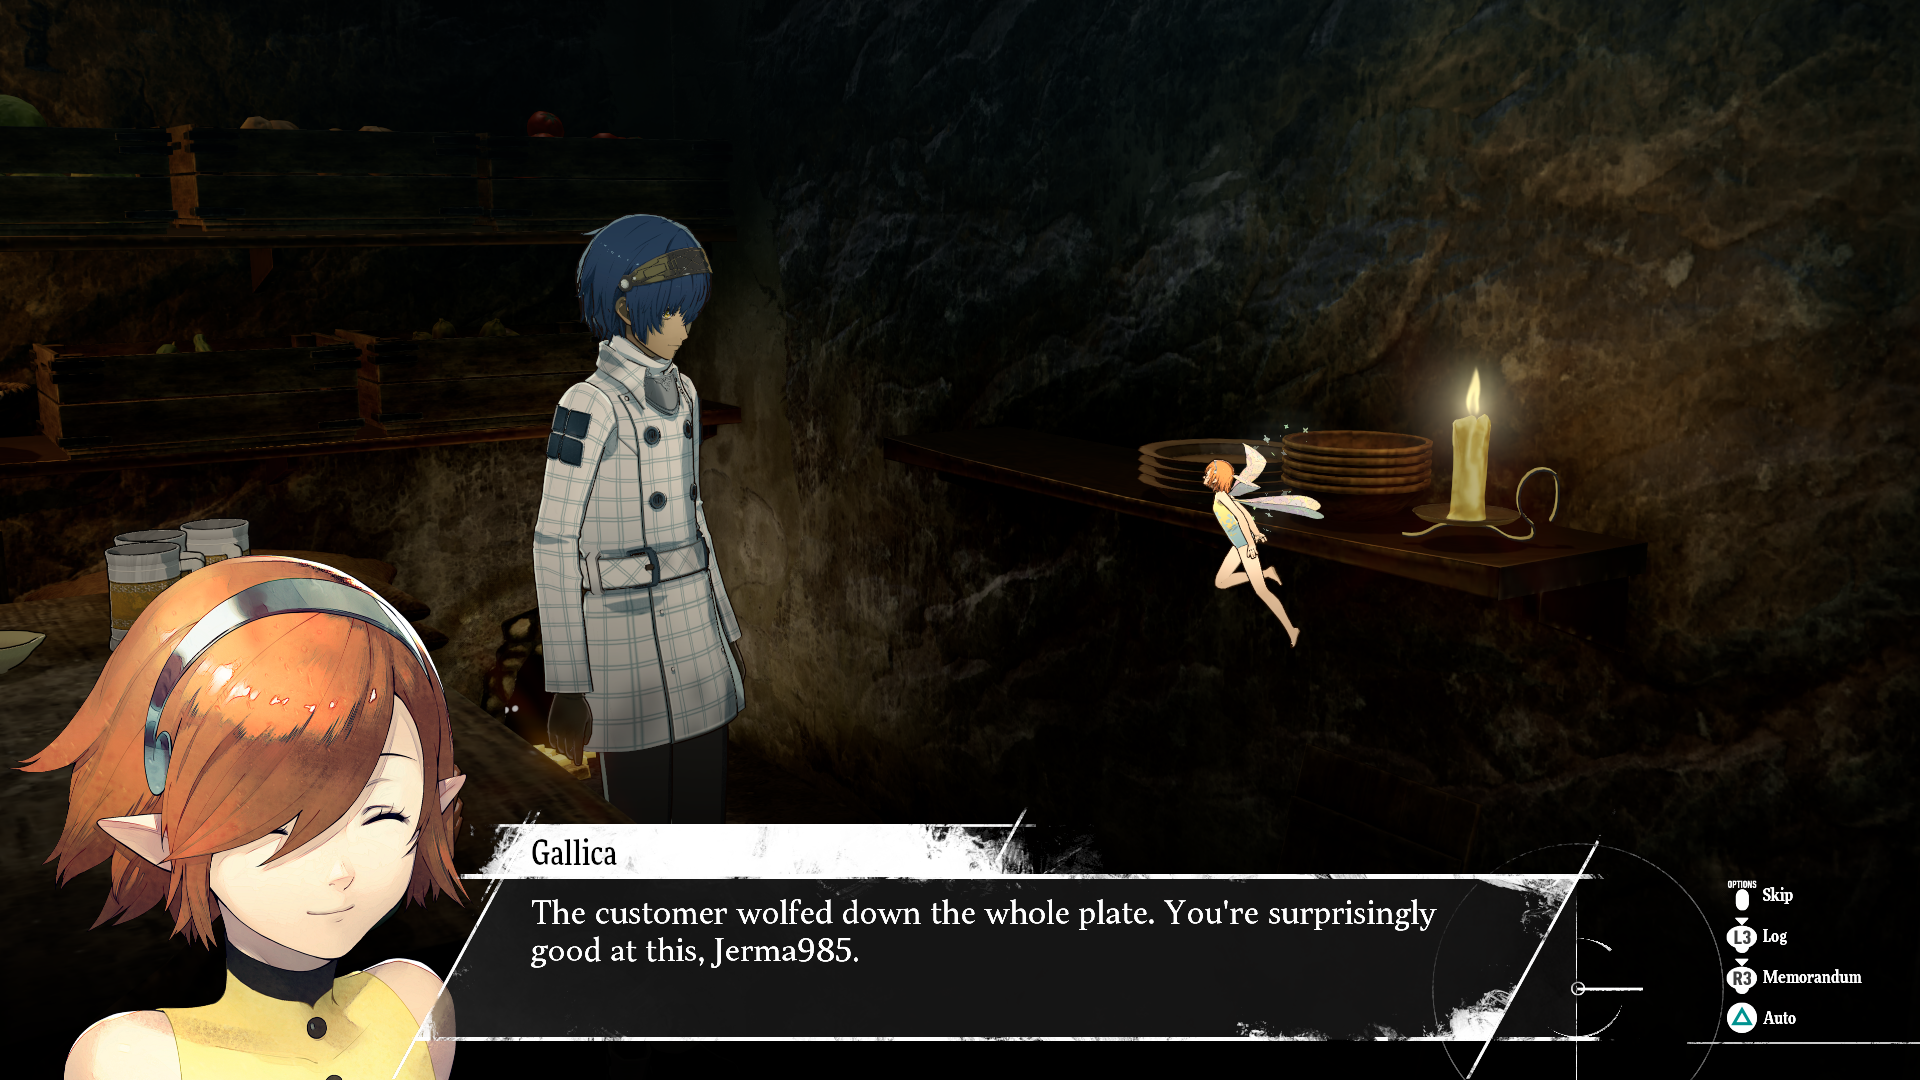 Gallica
The customer wolfed down the whole plate. You're surprisingly
good at this, Jerma985.
OPTIONS
Skip
L3 Log
R3 Memorandum
Auto